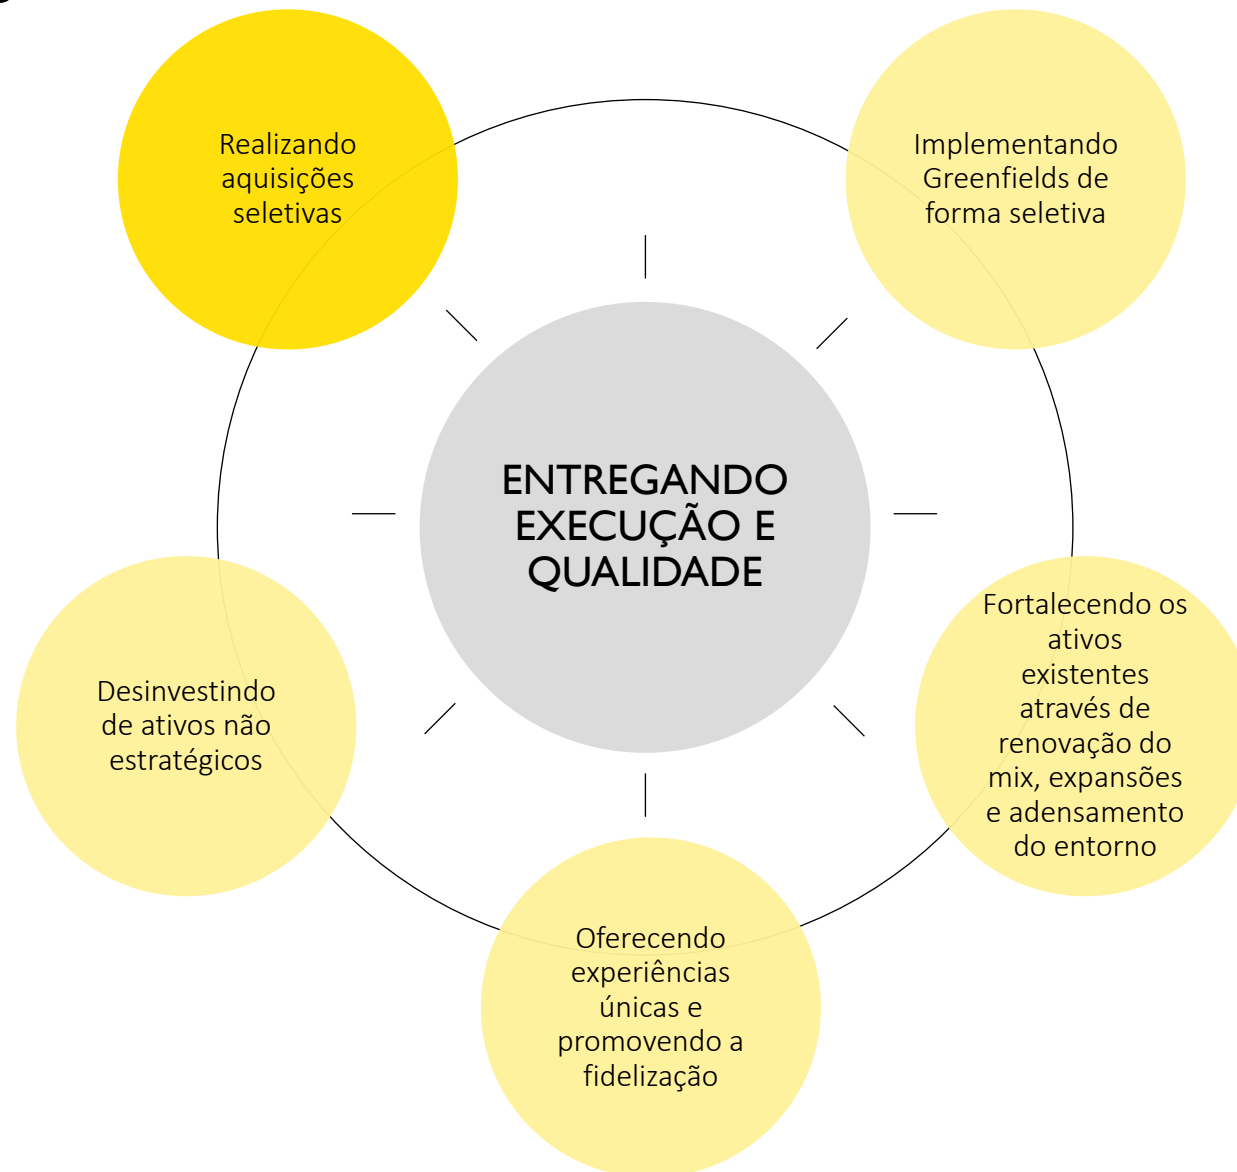 Realizando
aquisições
seletivas
Implementando
Greenfields de
forma seletiva
ENTREGANDO
EXECUÇÃO E
QUALIDADE
Fortalecendo os
ativos
existentes
através de
renovação do
mix, expansões
e adensamento
do entorno
Desinvestindo
de ativos não
estratégicos
Oferecendo
experiências
únicas e
promovendo a
fidelização